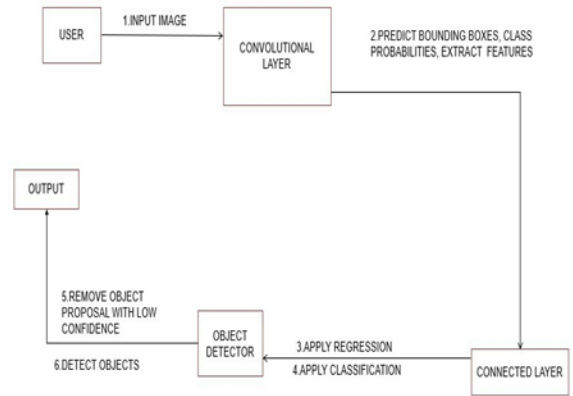 USER
1.INPUT IMAGE
CONVOLUTIONAL
LAYER
2.PREDICT BOUNDING BOXES, CLASS
PROBABILITIES, EXTRACT FEATURES
OUTPUT
5.REMOVE OBJECT
PROPOSAL WITH LOW
CONFIDENCE
6.DETECT OBJECTS
OBJECT
DETECTOR
3.APPLY REGRESSION
4.APPLY CLASSIFICATION
CONNECTED LAYER